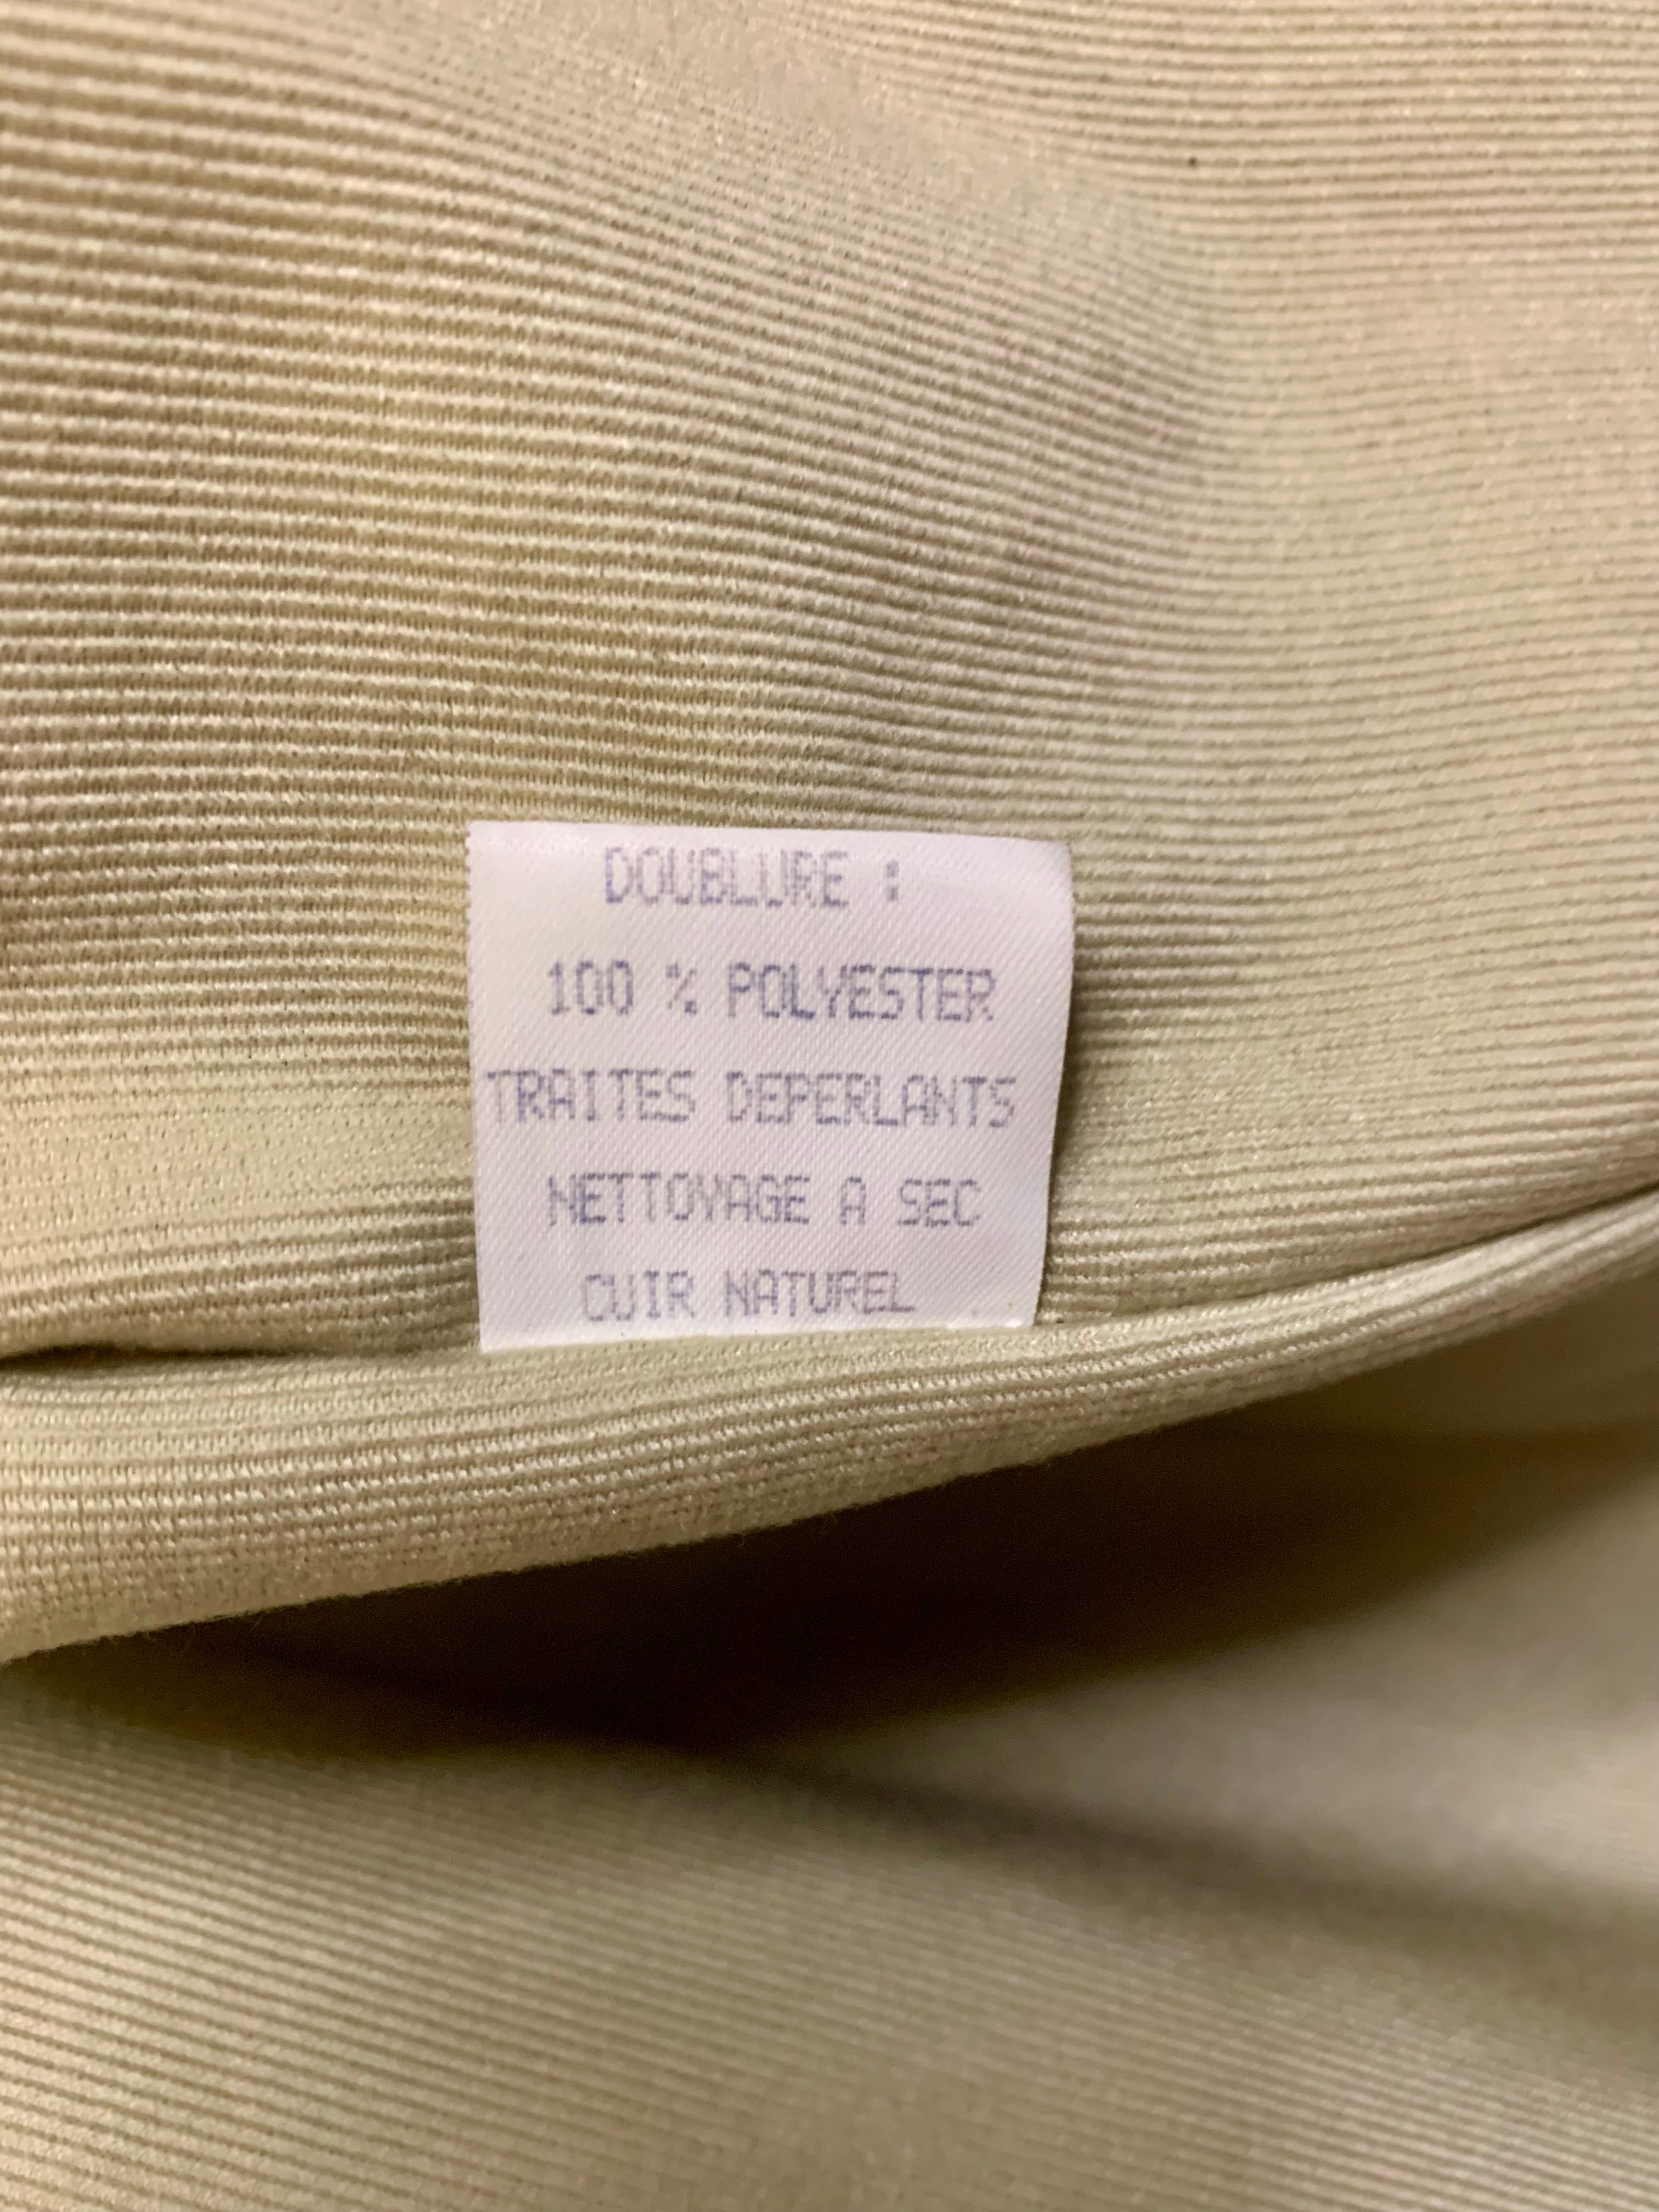 DOUBLURE :
100 % POLYESTER
TRAITES DEPERLANTS
NETTOYAGE A SEC
CUIR NATUREL